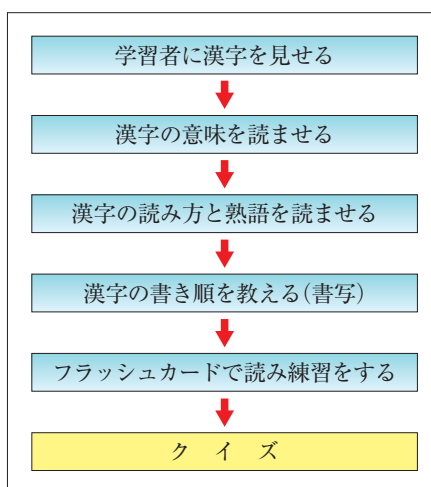 学習者に漢字を見せる
漢字の意味を読ませる
漢字の読み方と熟語を読ませる
漢字の書き順を教える(書写)
フラッシュカードで読み練習をする
ク イ ズ